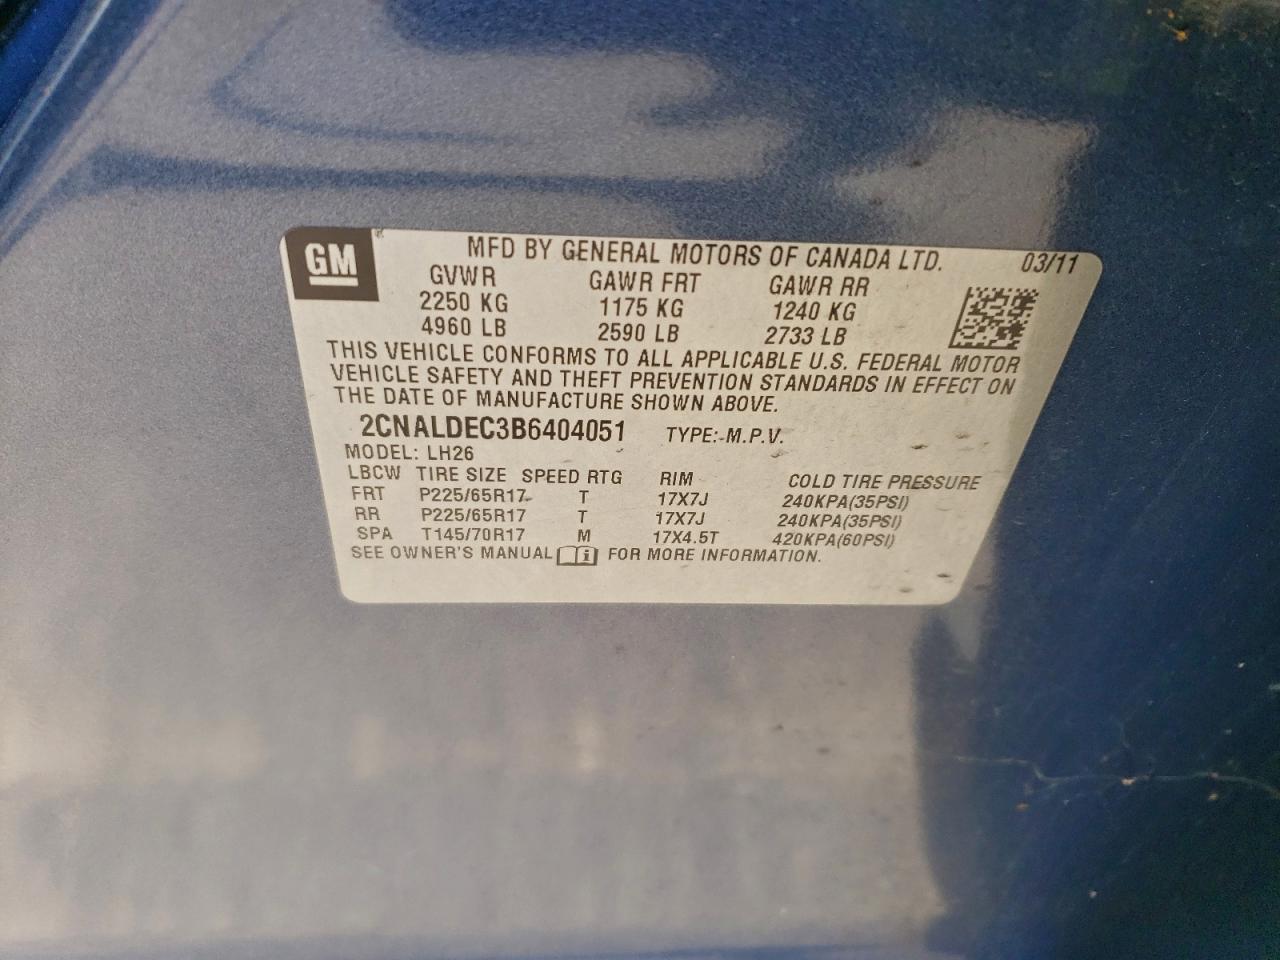 GM
MFD BY GENERAL MOTORS OF CANADA LTD. 03/11
GVWR GAWR FRT GAWR RR
2250 KG 1175 KG 1240 KG
4960 LB 2590 LB 2733 LB
THIS VEHICLE CONFORMS TO ALL APPLICABLE U.S. FEDERAL MOTOR
VEHICLE SAFETY AND THEFT PREVENTION STANDARDS IN EFFECT ON
THE DATE OF MANUFACTURE SHOWN ABOVE.
2CNALDEC3B6404051 TYPE: M.P.V.
MODEL: LH26
LBCW TIRE SIZE SPEED RTG RIM COLD TIRE PRESSURE
FRT P225/65R17 T 17X7J 240KPA(35PSI)
RR P225/65R17 T 17X7J 240KPA(35PSI)
SPA T145/70R17 M 17X4.5T 420KPA(60PSI)
SEE OWNER'S MANUAL i FOR MORE INFORMATION.